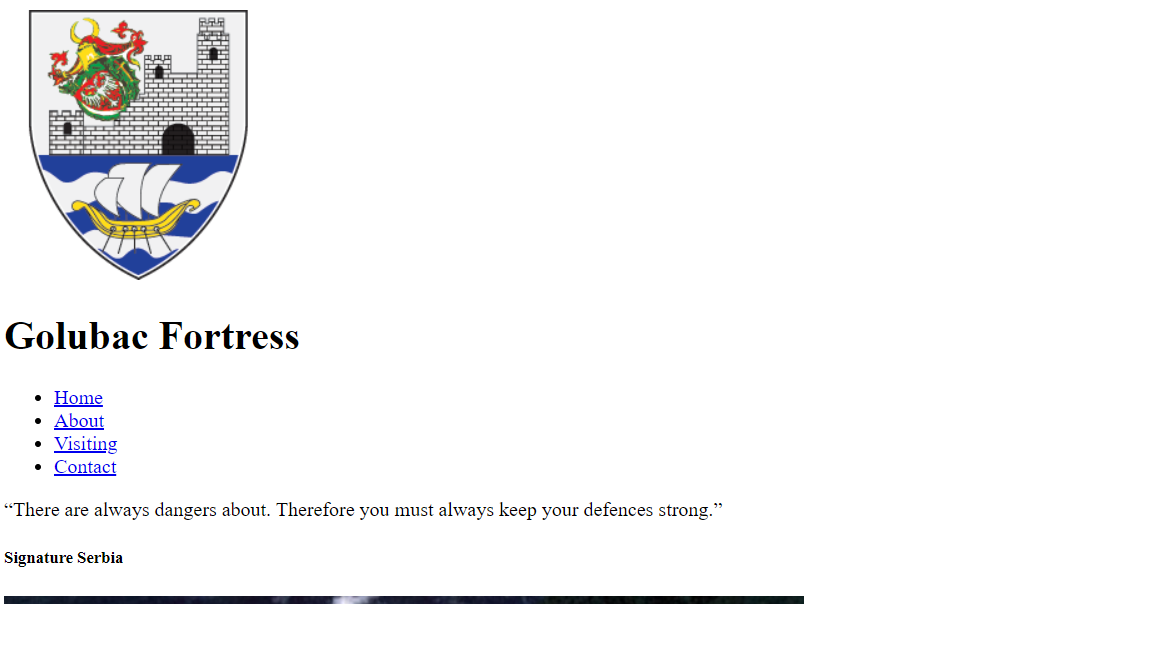 Golubac Fortress
Home
About
Visiting
Contact
“There are always dangers about. Therefore you must always keep your defences strong.”
Signature Serbia